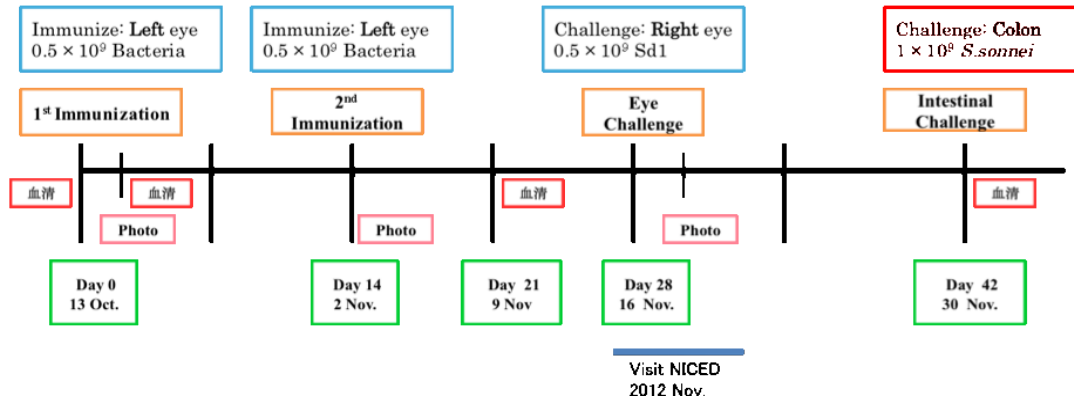 Immunize: Left eye
0.5 × 10⁹ Bacteria
Immunize: Left eye
0.5 × 10⁹ Bacteria
Challenge: Right eye
0.5 × 10⁹ Sd1
Challenge: Colon
1 × 10⁹ S.sonnei
1st Immunization
2nd
Immunization
Eye
Challenge
Intestinal
Challenge
血清
血清
血清
血清
Photo
Photo
Photo
Day 0
13 Oct.
Day 14
2 Nov.
Day 21
9 Nov
Day 28
16 Nov.
Day 42
30 Nov.
Visit NICED
2012 Nov.